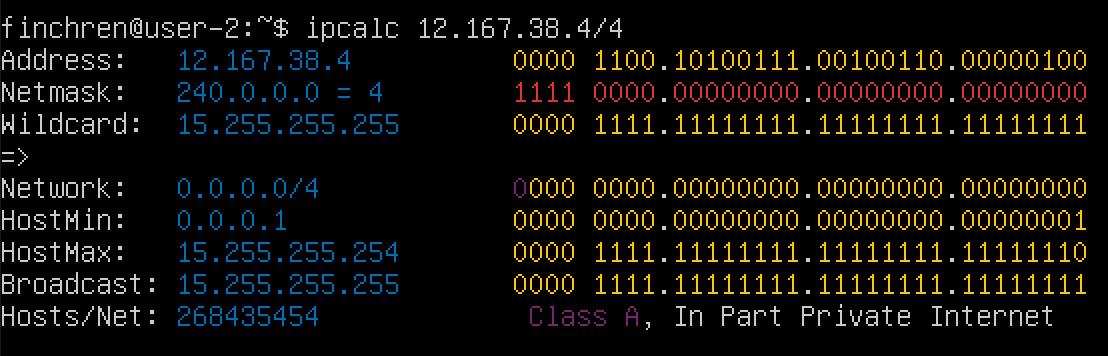 finchren@user-2:~$ ipcalc 12.167.38.4/4
Address:   12.167.38.4          0000 1100.10100111.00100110.00000100
Netmask:   240.0.0.0 = 4        1111 0000.00000000.00000000.00000000
Wildcard:  15.255.255.255       0000 1111.11111111.11111111.11111111
=>
Network:   0.0.0.0/4            0000 0000.00000000.00000000.00000000
HostMin:   0.0.0.1              0000 0000.00000000.00000000.00000001
HostMax:   15.255.255.254       0000 1111.11111111.11111111.11111110
Broadcast: 15.255.255.255       0000 1111.11111111.11111111.11111111
Hosts/Net: 268435454             Class A, In Part Private Internet